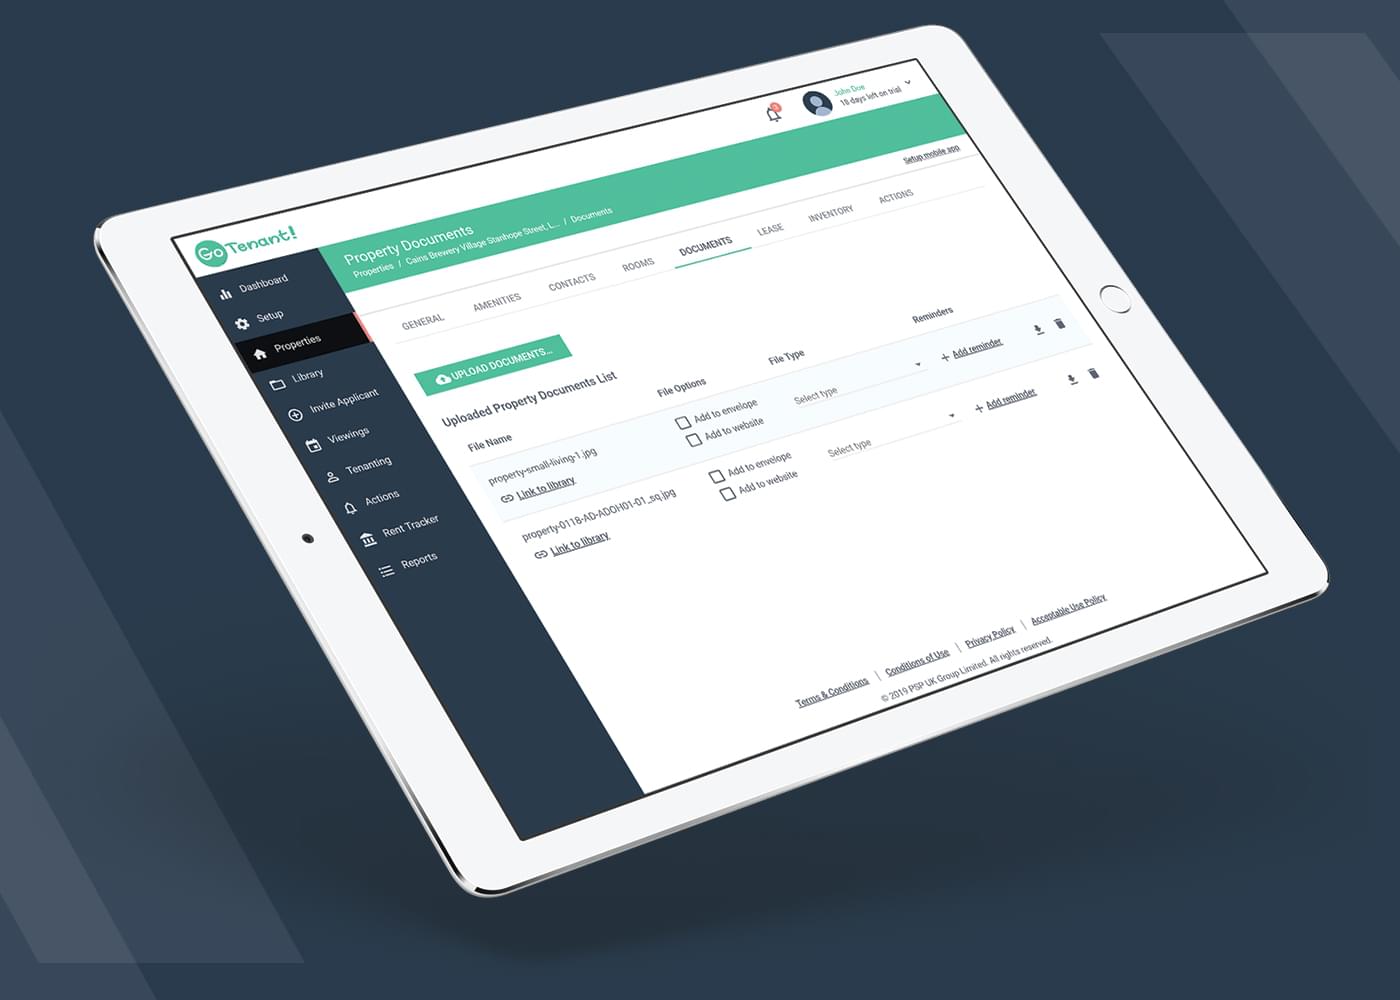 Go Tenant!
3
John Doe
18 days left on trial
Property Documents
Properties / Cains Brewery Village Stanhope Street, L... / Documents
Setup mobile app
Dashboard
Setup
Properties
Library
Invite Applicant
Viewings
Tenanting
Actions
Rent Tracker
Reports
GENERAL
AMENITIES
CONTACTS
ROOMS
DOCUMENTS
LEASE
INVENTORY
ACTIONS
UPLOAD DOCUMENTS...
Uploaded Property Documents List
File Name
File Options
File Type
Reminders
property-small-living-1.jpg
Link to library
Add to envelope
Add to website
Select type
Add reminder
property-0118-AD-ADOH01-01_sq.jpg
Link to library
Add to envelope
Add to website
Select type
Add reminder
Terms & Conditions | Conditions of Use | Privacy Policy | Acceptable Use Policy
© 2019 PSP UK Group Limited. All rights reserved.